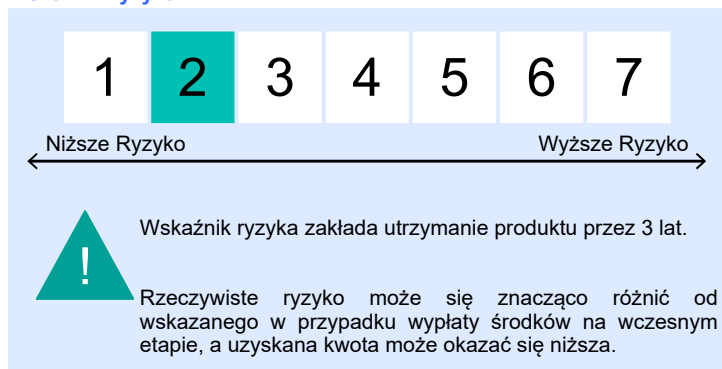 1 2 3 4 5 6 7
Niższe Ryzyko Wyższe Ryzyko
!
Wskaźnik ryzyka zakłada utrzymanie produktu przez 3 lat.
Rzeczywiste ryzyko może się znacząco różnić od
wskazanego w przypadku wypłaty środków na wczesnym
etapie, a uzyskana kwota może okazać się niższa.